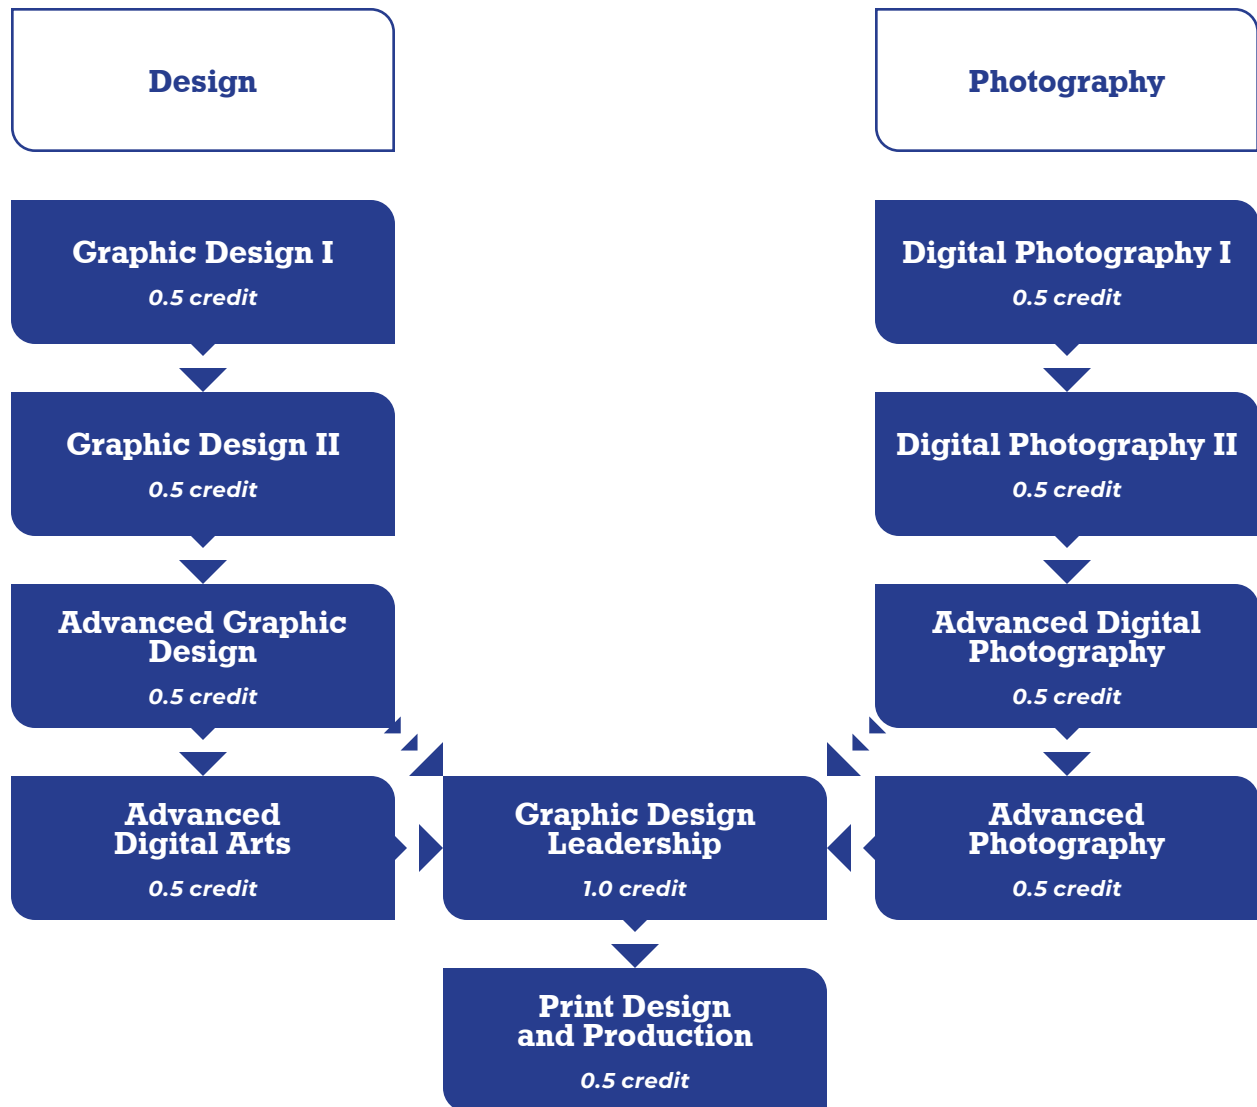 Design
Photography
Graphic Design I
0.5 credit
Digital Photography I
0.5 credit
Graphic Design II
0.5 credit
Digital Photography II
0.5 credit
Advanced Graphic
Design
0.5 credit
Advanced Digital
Photography
0.5 credit
Advanced
Digital Arts
0.5 credit
Graphic Design
Leadership
1.0 credit
Advanced
Photography
0.5 credit
Print Design
and Production
0.5 credit